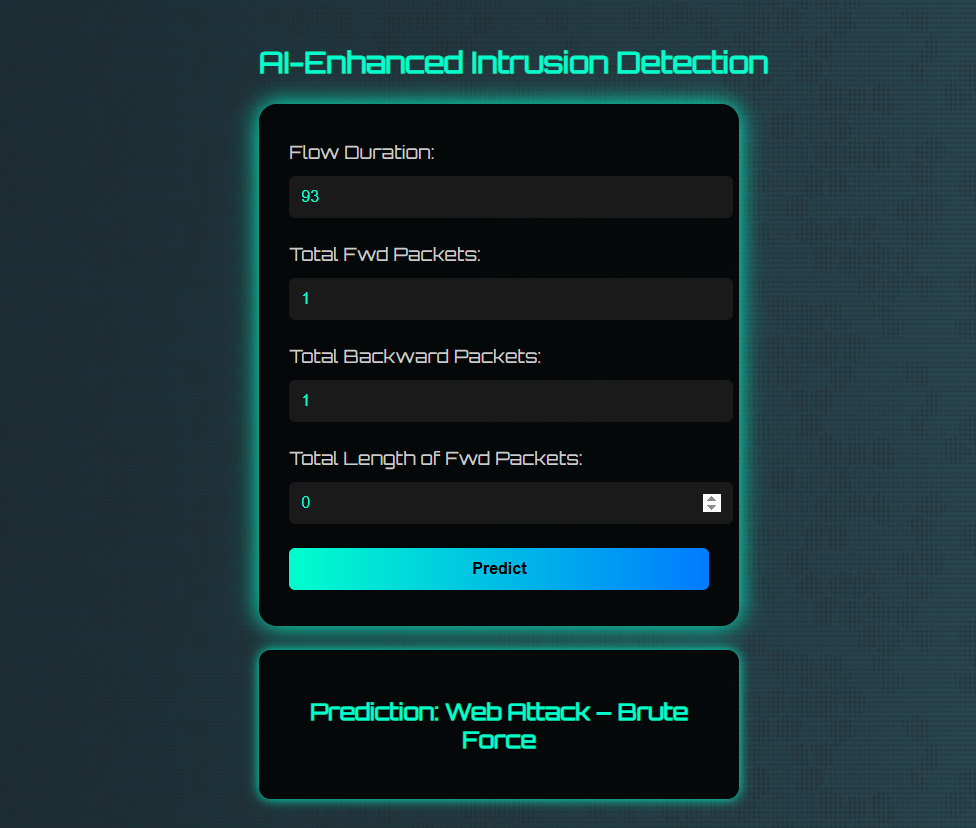 AI-Enhanced Intrusion Detection
Flow Duration:
93
Total Fwd Packets:
1
Total Backward Packets:
1
Total Length of Fwd Packets:
0
Predict
Prediction: Web Attack – Brute
Force